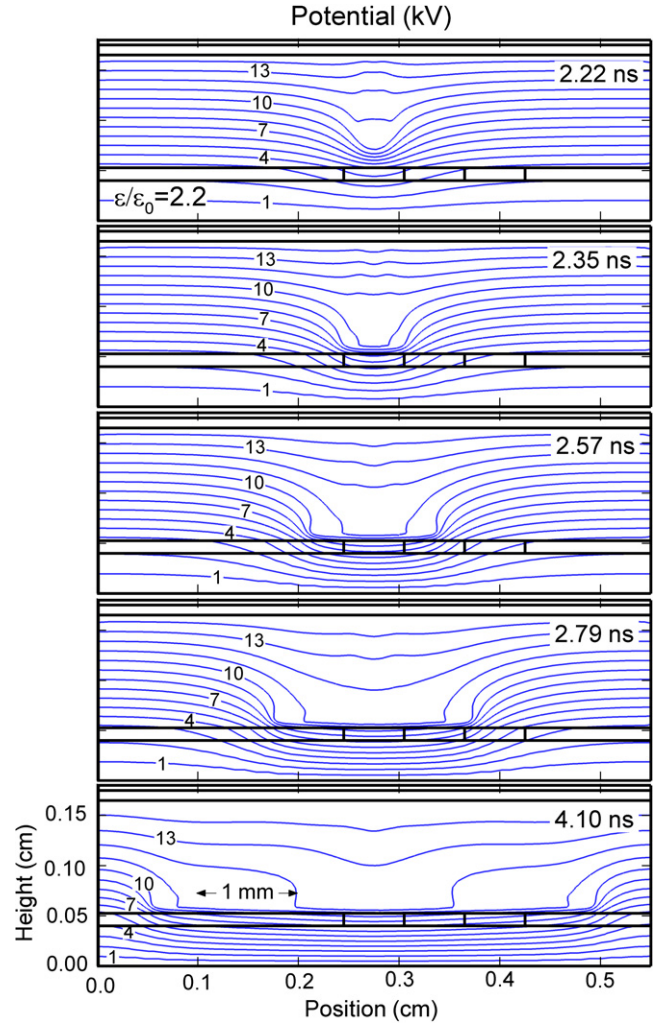 Potential (kV)
13
2.22 ns
10
7
4
ε/ε₀=2.2
1
13
2.35 ns
10
7
4
1
13
2.57 ns
10
7
4
1
13
2.79 ns
10
7
4
1
0.15
4.10 ns
13
0.10
10
1 mm
7
0.05
4
1
0.00
0.0 0.1 0.2 0.3 0.4 0.5
Height (cm)
Position (cm)